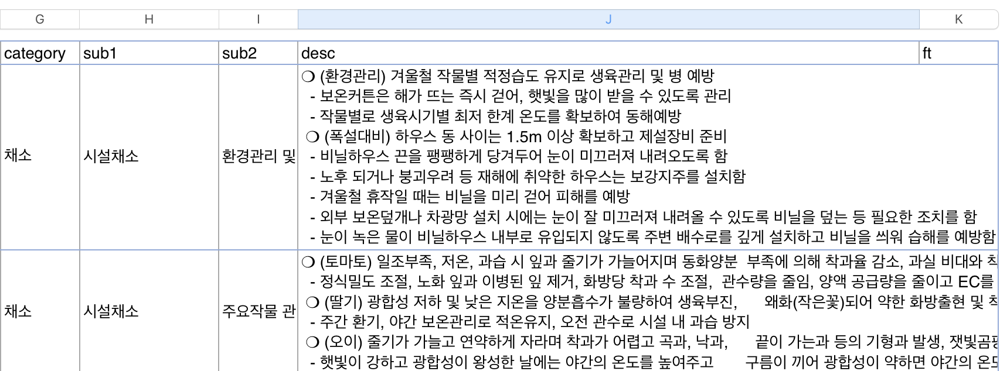 G H I J K
category sub1 sub2 desc ft
❍ (환경관리) 겨울철 작물별 적정습도 유지로 생육관리 및 병 예방
- 보온커튼은 해가 뜨는 즉시 걷어, 햇빛을 많이 받을 수 있도록 관리
- 작물별로 생육시기별 최저 한계 온도를 확보하여 동해예방
❍ (폭설대비) 하우스 동 사이는 1.5m 이상 확보하고 제설장비 준비
채소 시설채소 환경관리 및 - 비닐하우스 끈을 팽팽하게 당겨두어 눈이 미끄러져 내려오도록 함
- 노후 되거나 붕괴우려 등 재해에 취약한 하우스는 보강지주를 설치함
- 겨울철 휴작일 때는 비닐을 미리 걷어 피해를 예방
- 외부 보온덮개나 차광망 설치 시에는 눈이 잘 미끄러져 내려올 수 있도록 비닐을 덮는 등 필요한 조치를 함
- 눈이 녹은 물이 비닐하우스 내부로 유입되지 않도록 주변 배수로를 깊게 설치하고 비닐을 씌워 습해를 예방함
❍ (토마토) 일조부족, 저온, 과습 시 잎과 줄기가 가늘어지며 동화양분 부족에 의해 착과율 감소, 과실 비대와
- 정식밀도 조절, 노화 잎과 이병된 잎 제거, 화방당 착과 수 조절, 관수량을 줄임, 양액 공급량을 줄이고 EC를
❍ (딸기) 광합성 저하 및 낮은 지온을 양분흡수가 불량하여 생육부진, 왜화(작은꽃)되어 약한 화방출현 및
채소 시설채소 주요작물 관 - 주간 환기, 야간 보온관리로 적온유지, 오전 관수로 시설 내 과습 방지
❍ (오이) 줄기가 가늘고 연약하게 자라며 착과가 어렵고 곡과, 낙과, 끝이 가는과 등의 기형과 발생,
- 햇빛이 강하고 광합성이 왕성한 날에는 야간의 온도를 높여주고 구름이 끼어 광합성이 약하면 야간의